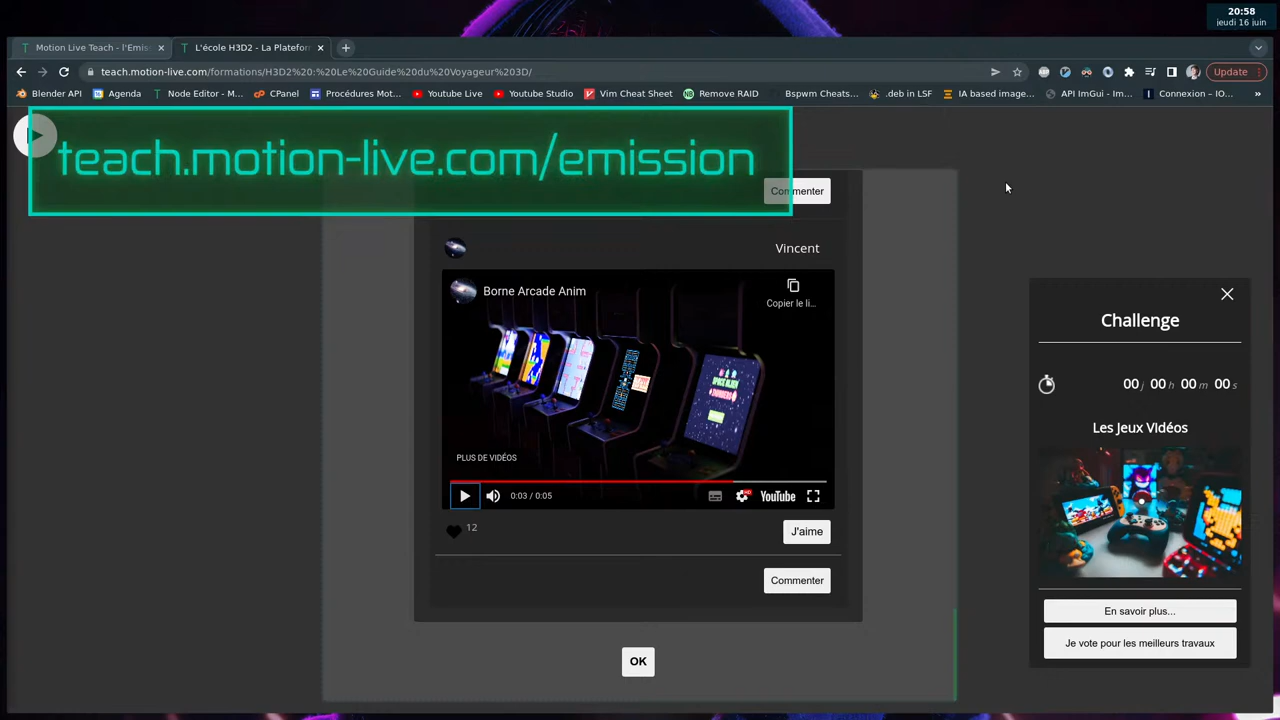 20:58
jeudi 16 juin
Motion Live Teach - l'Emis
L'école H3D2 - La Platefor
teach.motion-live.com/formations/H3D2%20:%20Le%20Guide%20du%20Voyageur%203D/
Update
Blender API
Agenda
Node Editor - M...
CPanel
Procédures Mot...
Youtube Live
Youtube Studio
Vim Cheat Sheet
Remove RAID
Bspwm Cheats...
.deb in LSF
IA based image...
API ImGui - Ima...
Connexion – IO...
»
teach.motion-live.com/emission
Commenter
Vincent
Borne Arcade Anim
Copier le li...
SPACE ALIEN
PLUS DE VIDÉOS
0:03 / 0:05
HD
YouTube
12
J'aime
Commenter
OK
Challenge
00 j 00 h 00 m 00 s
Les Jeux Vidéos
En savoir plus...
Je vote pour les meilleurs travaux